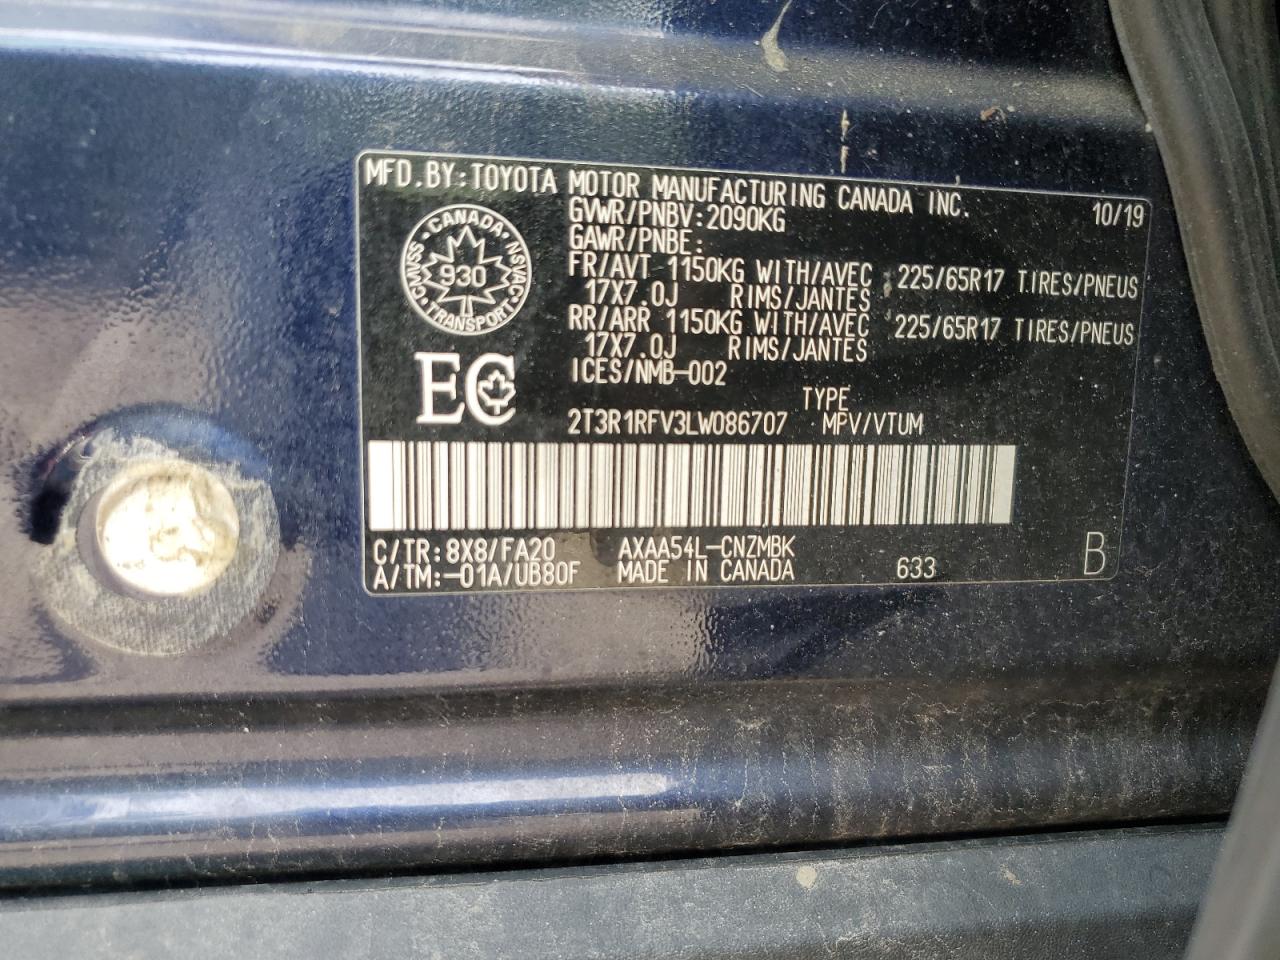 MFD.BY:TOYOTA MOTOR MANUFACTURING CANADA INC. 10/19
GVWR/PNBV:2090KG
GAWR/PNBE:
FR/AVT 1150KG WITH/AVEC 225/65R17 TIRES/PNEUS
17X7.0J RIMS/JANTES
RR/ARR 1150KG WITH/AVEC 225/65R17 TIRES/PNEUS
17X7.0J RIMS/JANTES
ICES/NMB-002
CANADA
CMVSS 930 NSVAC
TRANSPORT
EC
TYPE
2T3R1RFV3LW086707 MPV/VTUM
C/TR:8X8/FA20 AXAA54L-CNZMBK
A/TM:-01A/UB80F MADE IN CANADA 633 B